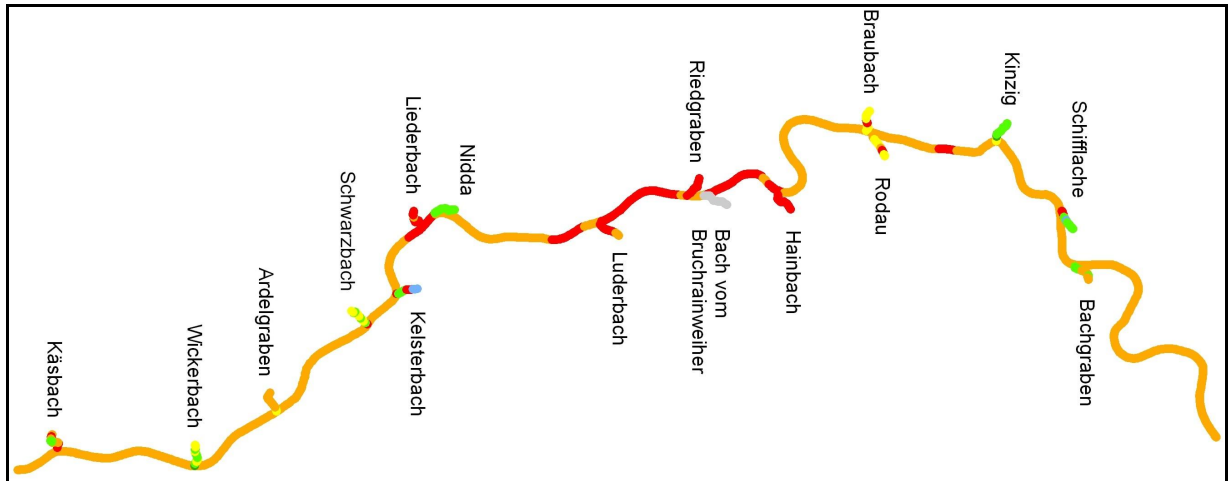 Käsbach
Wickerbach
Ardelgraben
Schwarzbach
Kelsterbach
Liederbach
Nidda
Luderbach
Riedgraben
Bach vom
Bruchrainweiher
Hainbach
Braubach
Rodau
Kinzig
Schifflache
Bachgraben